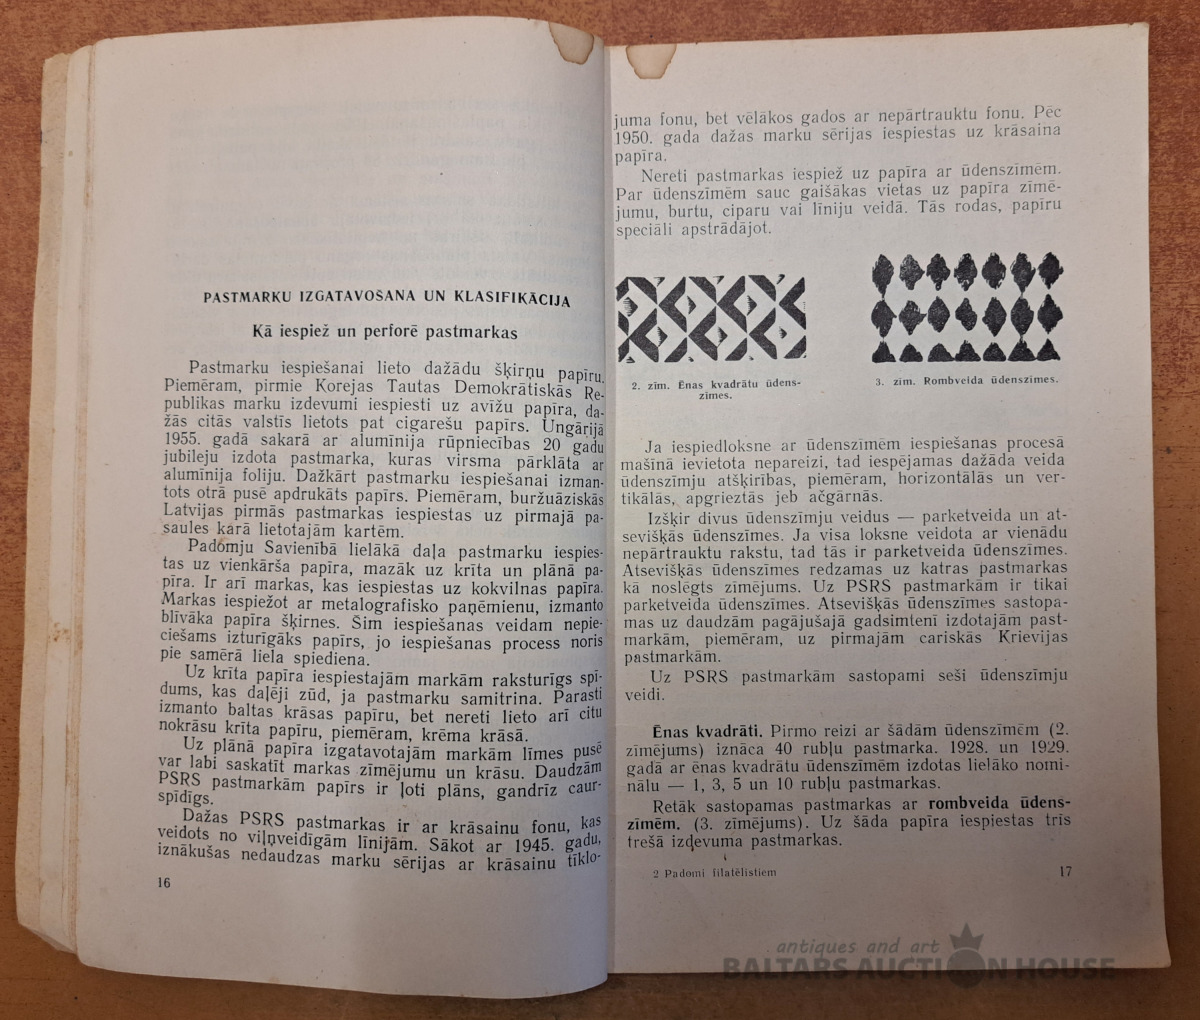 PASTMARKU IZGATAVOŠANA UN KLASIFIKĀCIJA
Kā iespiež un perforē pastmarkas
Pastmarku iespiešanai lieto dažādu šķirņu papīru.
Piemēram, pirmie Korejas Tautas Demokrātiskās Re-
publikas marku izdevumi iespiesti uz avīžu papīra, da-
žās citās valstīs lietots pat cigarešu papīrs. Ungārijā
1955. gadā sakarā ar alumīnija rūpniecības 20 gadu
jubileju izdota pastmarka, kuras virsma pārklāta ar
alumīnija foliju. Dažkārt pastmarku iespiešanai izman-
tots otrā pusē apdrukāts papīrs. Piemēram, buržuāziskās
Latvijas pirmās pastmarkas iespiestas uz pirmajā pa-
saules karā lietotajām kartēm.
Padomju Savienībā lielākā daļa pastmarku iespies-
tas uz vienkārša papīra, mazāk uz krīta un plānā pa-
pīra. Ir arī markas, kas iespiestas uz kokvilnas papīra.
Markas iespiežot ar metalografisko paņēmienu, izmanto
blīvāka papīra šķirnes. Šim iespiešanas veidam nepie-
ciešams izturīgāks papīrs, jo iespiešanas process noris
pie samērā liela spiediena.
Uz krīta papīra iespiestajām markām raksturīgs spī-
dums, kas daļēji zūd, ja pastmarku samitrina. Parasti
izmanto baltas krāsas papīru, bet nereti lieto arī citu
nokrāsu krīta papīru, piemēram, krēma krāsā.
Uz plānā papīra izgatavotajām markām līmes pusē
var labi saskatīt markas zīmējumu un krāsu. Daudzām
PSRS pastmarkām papīrs ir ļoti plāns, gandrīz caur-
spīdīgs.
Dažas PSRS pastmarkas ir ar krāsainu fonu, kas
veidots no viļņveidīgām līnijām. Sākot ar 1945. gadu,
iznākušas nedaudzas marku sērijas ar krāsainu tīklo-
16
juma fonu, bet vēlākos gados ar nepārtrauktu fonu. Pēc
1950. gada dažas marku sērijas iespiestas uz krāsaina
papīra.
Nereti pastmarkas iespiež uz papīra ar ūdenszīmēm.
Par ūdenszīmēm sauc gaišākas vietas uz papīra zīmē-
jumu, burtu, ciparu vai līniju veidā. Tās rodas, papīru
speciāli apstrādājot.
2. zīm. Ēnas kvadrātu ūdens-
zīmes.
3. zīm. Rombveida ūdenszīmes.
Ja iespiedloksne ar ūdenszīmēm iespiešanas procesā
mašīnā ievietota nepareizi, tad iespējamas dažāda veida
ūdenszīmju atšķirības, piemēram, horizontālās un ver-
tikālās, apgrieztās jeb ačgārnās.
Izšķir divus ūdenszīmju veidus — parketveida un at-
sevišķās ūdenszīmes. Ja visa loksne veidota ar vienādu
nepārtrauktu rakstu, tad tās ir parketveida ūdenszīmes.
Atsevišķās ūdenszīmes redzamas uz katras pastmarkas
kā noslēgts zīmējums. Uz PSRS pastmarkām ir tikai
parketveida ūdenszīmes. Atsevišķās ūdenszīmes sastopa-
mas uz daudzām pagājušajā gadsimtenī izdotajām past-
markām, piemēram, uz pirmajām cariskās Krievijas
pastmarkām.
Uz PSRS pastmarkām sastopami seši ūdenszīmju
veidi.
Ēnas kvadrāti. Pirmo reizi ar šādām ūdenszīmēm (2.
zīmējums) iznāca 40 rubļu pastmarka. 1928. un 1929.
gadā ar ēnas kvadrātu ūdenszīmēm izdotas lielāko nomi-
nālu — 1, 3, 5 un 10 rubļu pastmarkas.
Retāk sastopamas pastmarkas ar rombveida ūdens-
zīmēm. (3. zīmējums). Uz šāda papīra iespiestas trīs
trešā izdevuma pastmarkas.
2 Padomi filatēlistiem
17
antiques and art
BALTARS AUCTION HOUSE